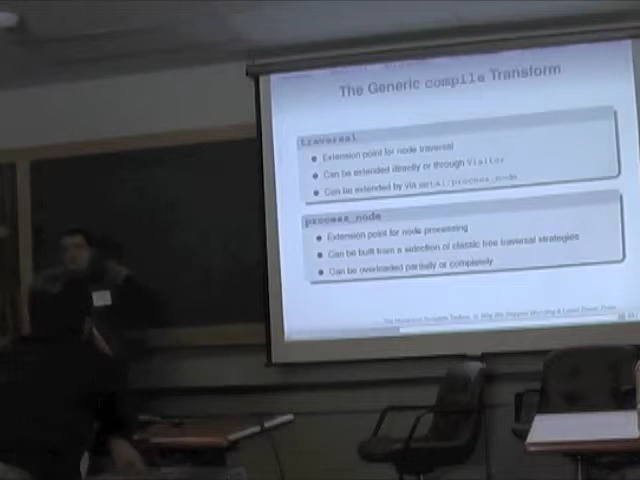 The Generic compile Transform
traversal
Extension point for node traversal
Can be extended directly or through Visitor
Can be extended by via meta::process_node
process_node
Extension point for node processing
Can be built from a selection of classic tree traversal strategies
Can be overloaded partially or completely